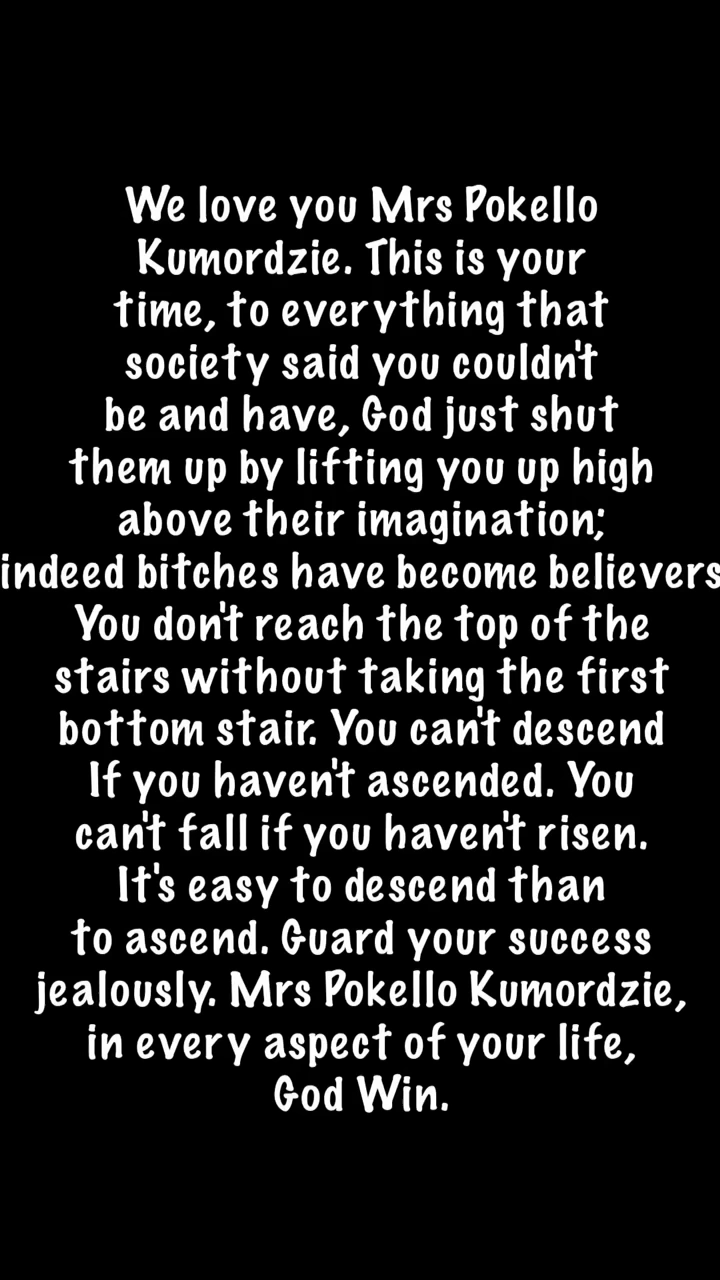 We love you Mrs Pokello
Kumordzie. This is your
time, to everything that
society said you couldn't
be and have, God just shut
them up by lifting you up high
above their imagination;
indeed bitches have become believers
You don't reach the top of the
stairs without taking the first
bottom stair. You can't descend
If you haven't ascended. You
can't fall if you haven't risen.
It's easy to descend than
to ascend. Guard your success
jealously. Mrs Pokello Kumordzie,
in every aspect of your life,
God Win.